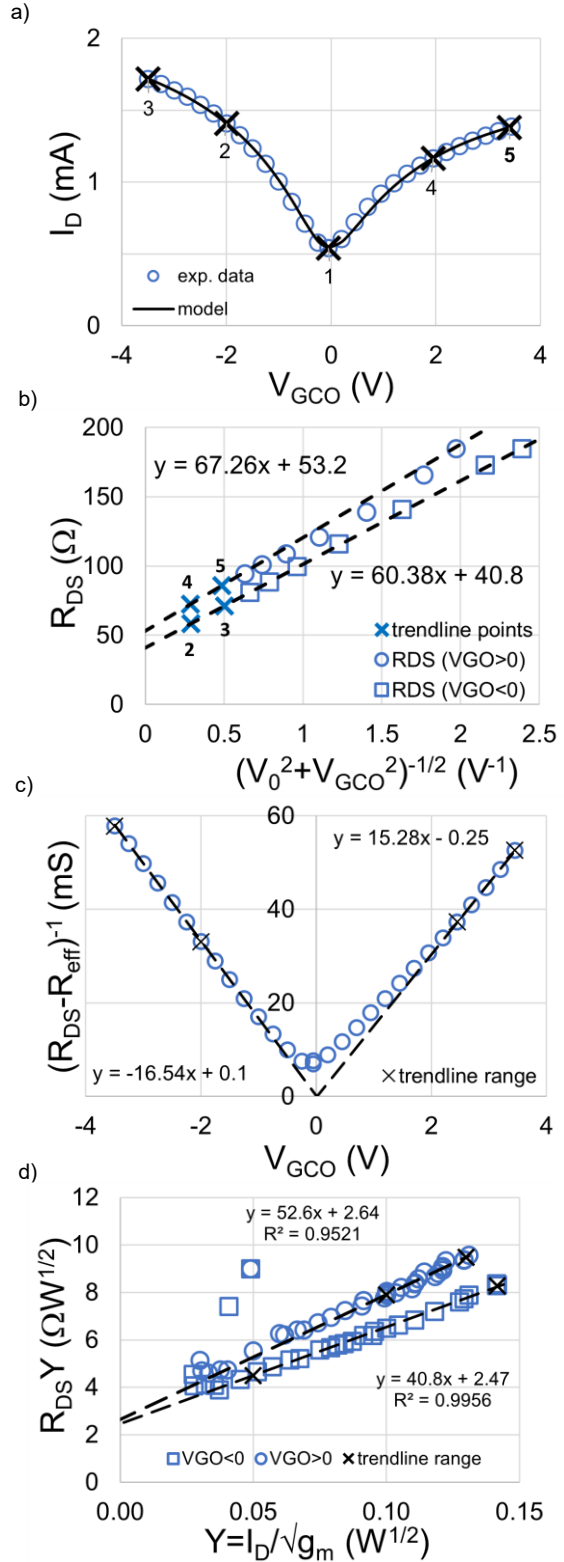 a)
2
1
0
I_D (mA)
3
2
1
4
5
exp. data
model
-4 -2 0 2 4
V_GCO (V)
b)
200
150
100
50
0
R_DS (Ω)
y = 67.26x + 53.2
y = 60.38x + 40.8
4 5
2 3
trendline points
RDS (VGO>0)
RDS (VGO<0)
0 0.5 1 1.5 2 2.5
(V_0^2+V_GCO^2)^-1/2 (V^-1)
c)
60
40
20
0
(R_DS-R_eff)^-1 (mS)
y = 15.28x - 0.25
y = -16.54x + 0.1
trendline range
-4 -2 0 2 4
V_GCO (V)
d)
12
10
8
6
4
2
0
R_DS Y (ΩW^1/2)
y = 52.6x + 2.64
R² = 0.9521
y = 40.8x + 2.47
R² = 0.9956
VGO<0 VGO>0 trendline range
0.00 0.05 0.10 0.15
Y=I_D/√g_m (W^1/2)